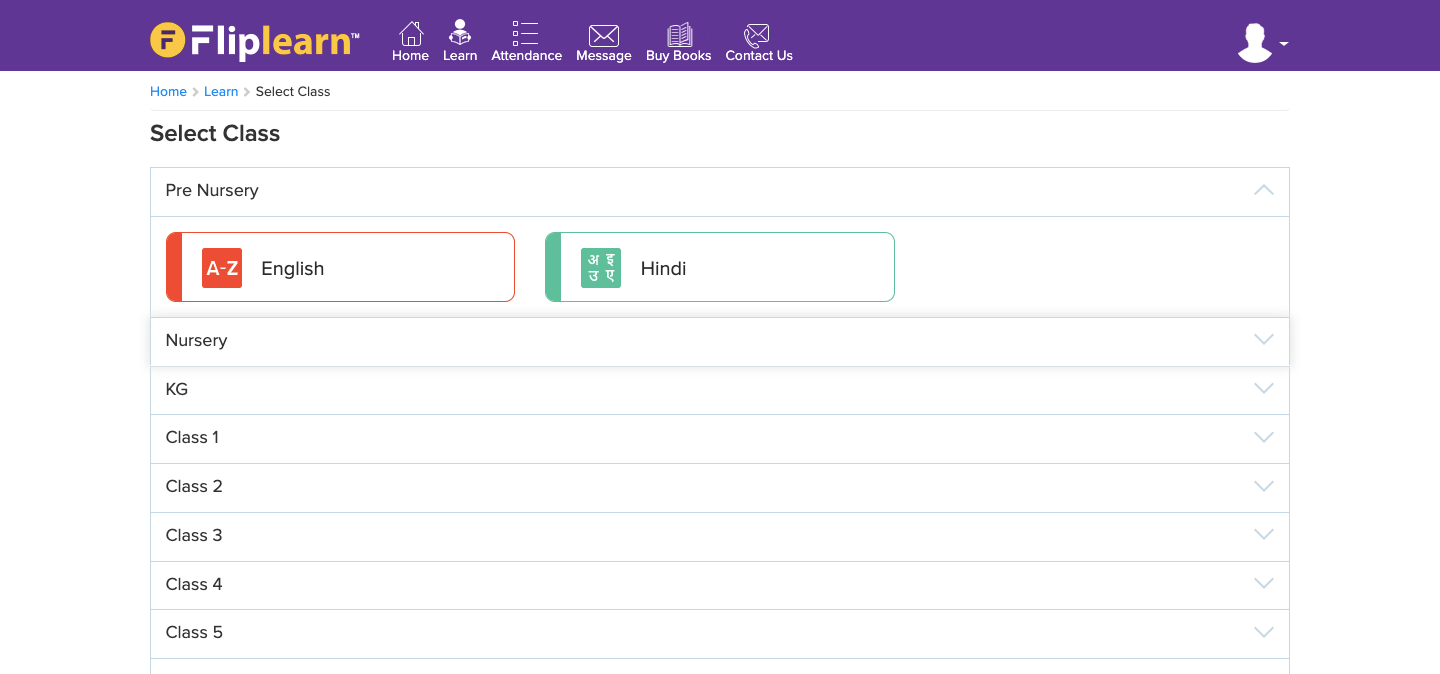 Fliplearn™
Home Learn Attendance Message Buy Books Contact Us
Home Learn Select Class
Select Class
Pre Nursery
A-Z English
अ इ
उ ए
Hindi
Nursery
KG
Class 1
Class 2
Class 3
Class 4
Class 5